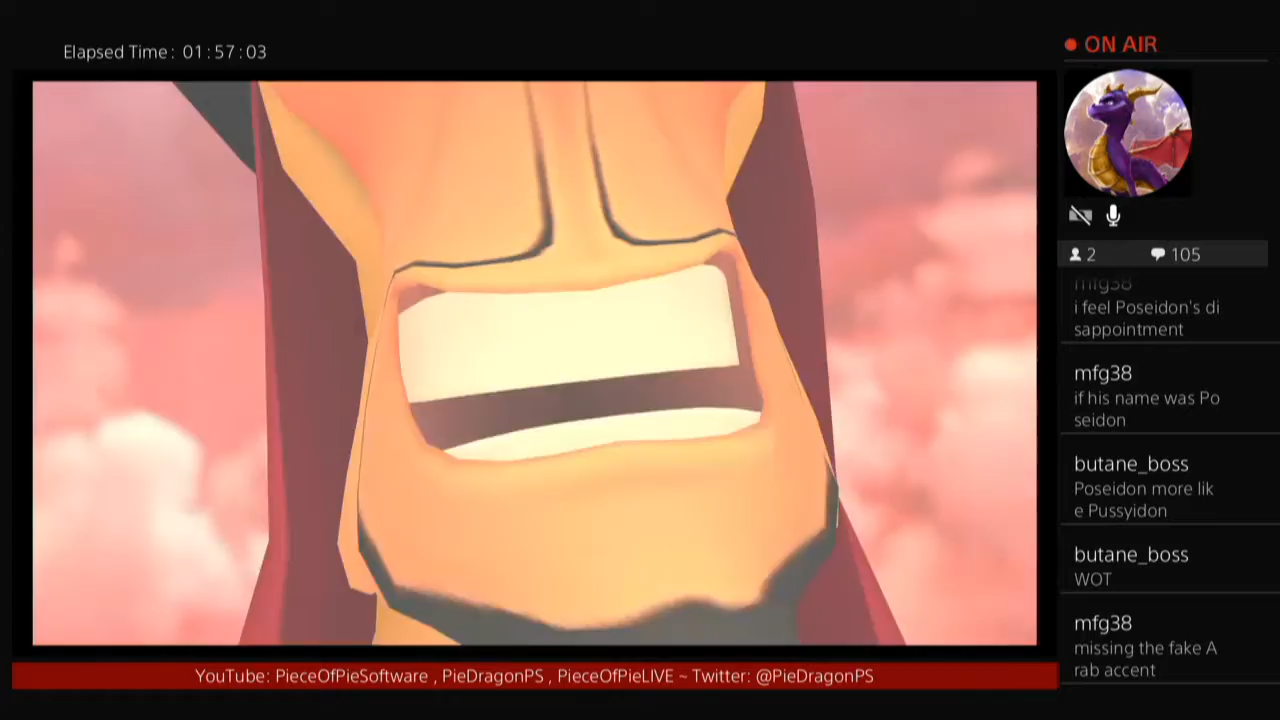 Elapsed Time: 01:57:03
ON AIR
2
105
mfg38
i feel Poseidon's di
sappointment
mfg38
if his name was Po
seidon
butane_boss
Poseidon more lik
e Pussyidon
butane_boss
WOT
mfg38
missing the fake A
rab accent
YouTube: PieceOfPieSoftware , PieDragonPS , PieceOfPieLIVE ~ Twitter: @PieDragonPS